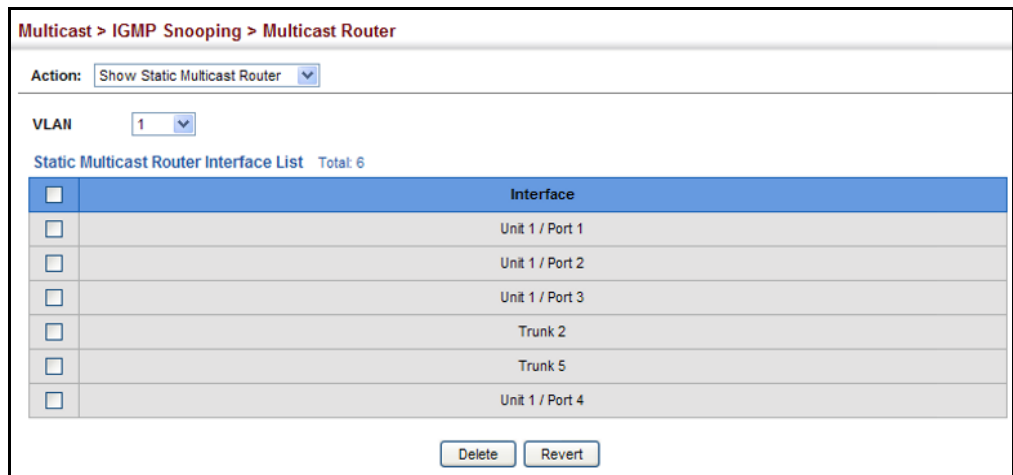 Multicast > IGMP Snooping > Multicast Router
Action: Show Static Multicast Router
VLAN 1
Static Multicast Router Interface List Total: 6
Interface
Unit 1 / Port 1
Unit 1 / Port 2
Unit 1 / Port 3
Trunk 2
Trunk 5
Unit 1 / Port 4
Delete Revert